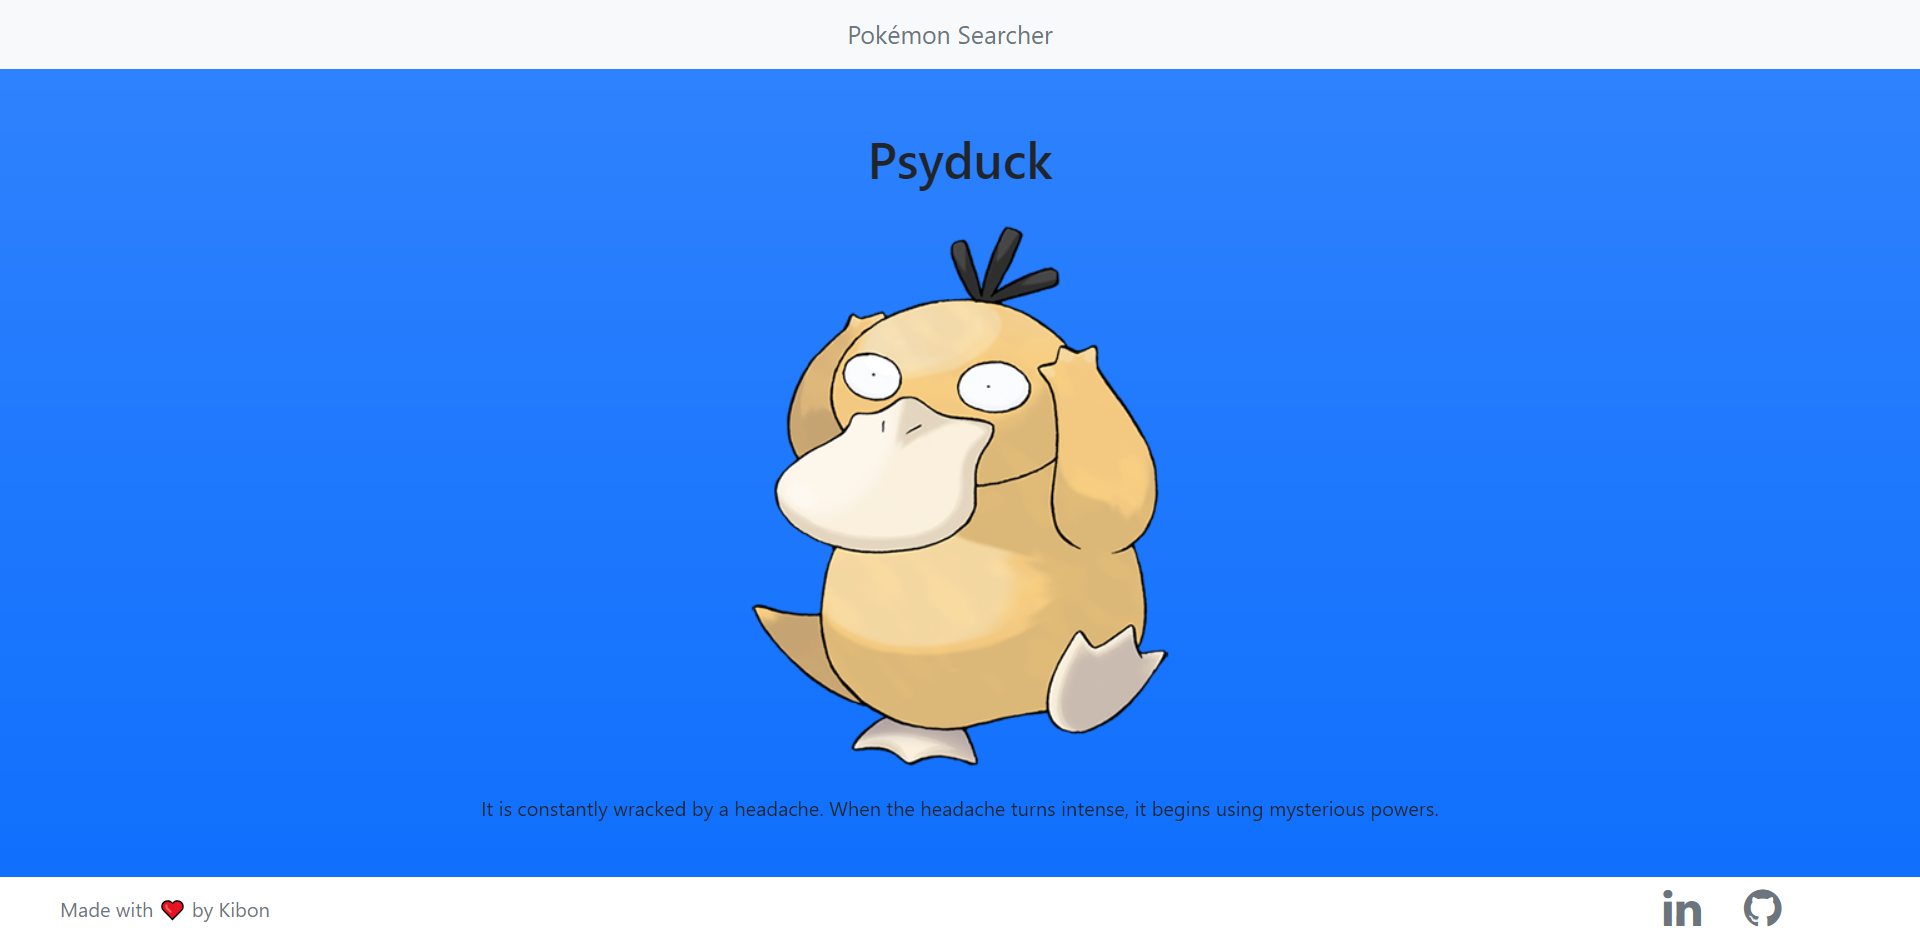 Pokémon Searcher
Psyduck
It is constantly wracked by a headache. When the headache turns intense, it begins using mysterious powers.
Made with ❤️ by Kibon
in